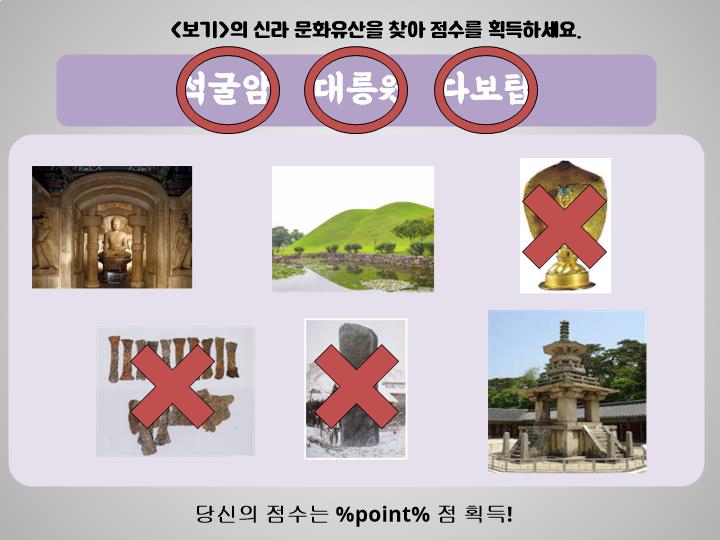 <보기>의 신라 문화유산을 찾아 점수를 획득하세요.
석굴암 대릉원 다보탑
당신의 점수는 %point% 점 획득!